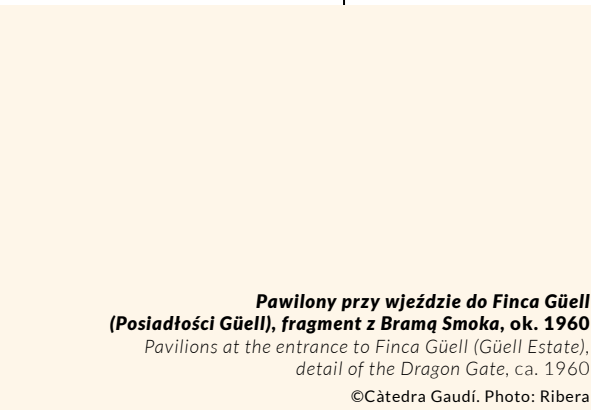 Pawilony przy wjeździe do Finca Güell
(Posiadłości Güell), fragment z Bramą Smoka, ok. 1960
Pavilions at the entrance to Finca Güell (Güell Estate),
detail of the Dragon Gate, ca. 1960
©Càtedra Gaudí. Photo: Ribera